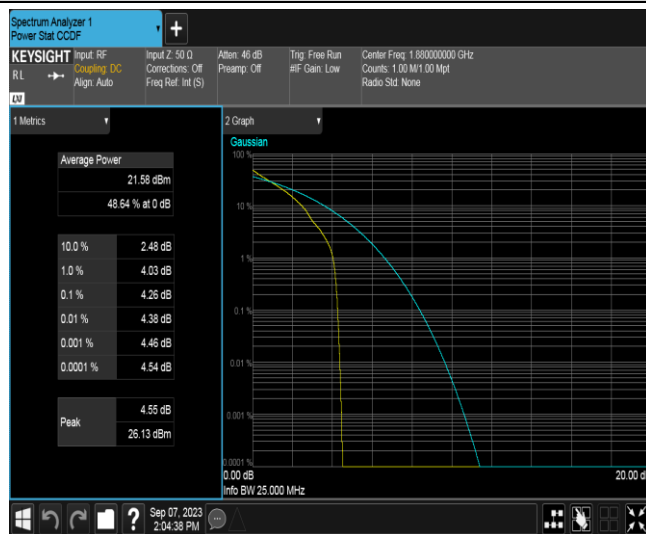 Spectrum Analyzer 1
Power Stat CCDF
+
KEYSIGHT
RL
LXI
Input: RF
Coupling: DC
Align: Auto
Input Z: 50 Ω
Corrections: Off
Freq Ref: Int (S)
Atten: 46 dB
Preamp: Off
Trig: Free Run
#IF Gain: Low
Center Freq: 1.880000000 GHz
Counts: 1.00 M/1.00 Mpt
Radio Std: None
1 Metrics
Average Power
21.58 dBm
48.64 % at 0 dB
10.0 % 2.48 dB
1.0 % 4.03 dB
0.1 % 4.26 dB
0.01 % 4.38 dB
0.001 % 4.46 dB
0.0001 % 4.54 dB
Peak
4.55 dB
26.13 dBm
2 Graph
Gaussian
100 %
10 %
1 %
0.1 %
0.01 %
0.001 %
0.0001 %
0.00 dB
20.00 d
Info BW 25.000 MHz
?
Sep 07, 2023
2:04:38 PM